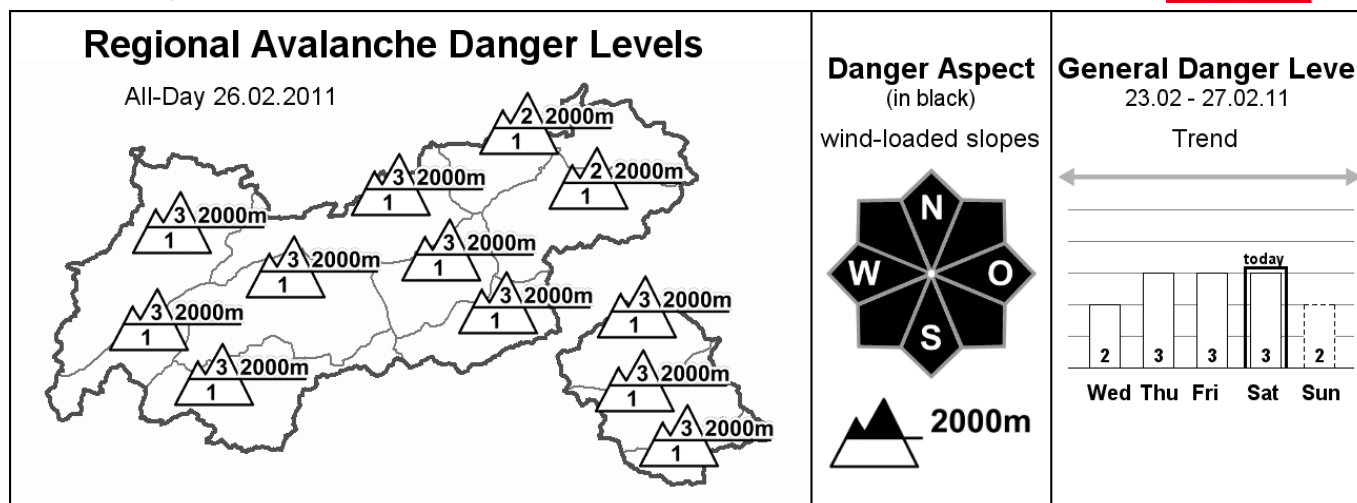 Regional Avalanche Danger Levels
All-Day 26.02.2011
2 2000m
1
3 2000m
1
2 2000m
1
3 2000m
1
3 2000m
1
3 2000m
1
3 2000m
1
3 2000m
1
3 2000m
1
3 2000m
1
3 2000m
1
3 2000m
1
Danger Aspect
(in black)
wind-loaded slopes
N
W O
S
2000m
General Danger Leve
23.02 - 27.02.11
Trend
today
2 3 3 3 2
Wed Thu Fri Sat Sun